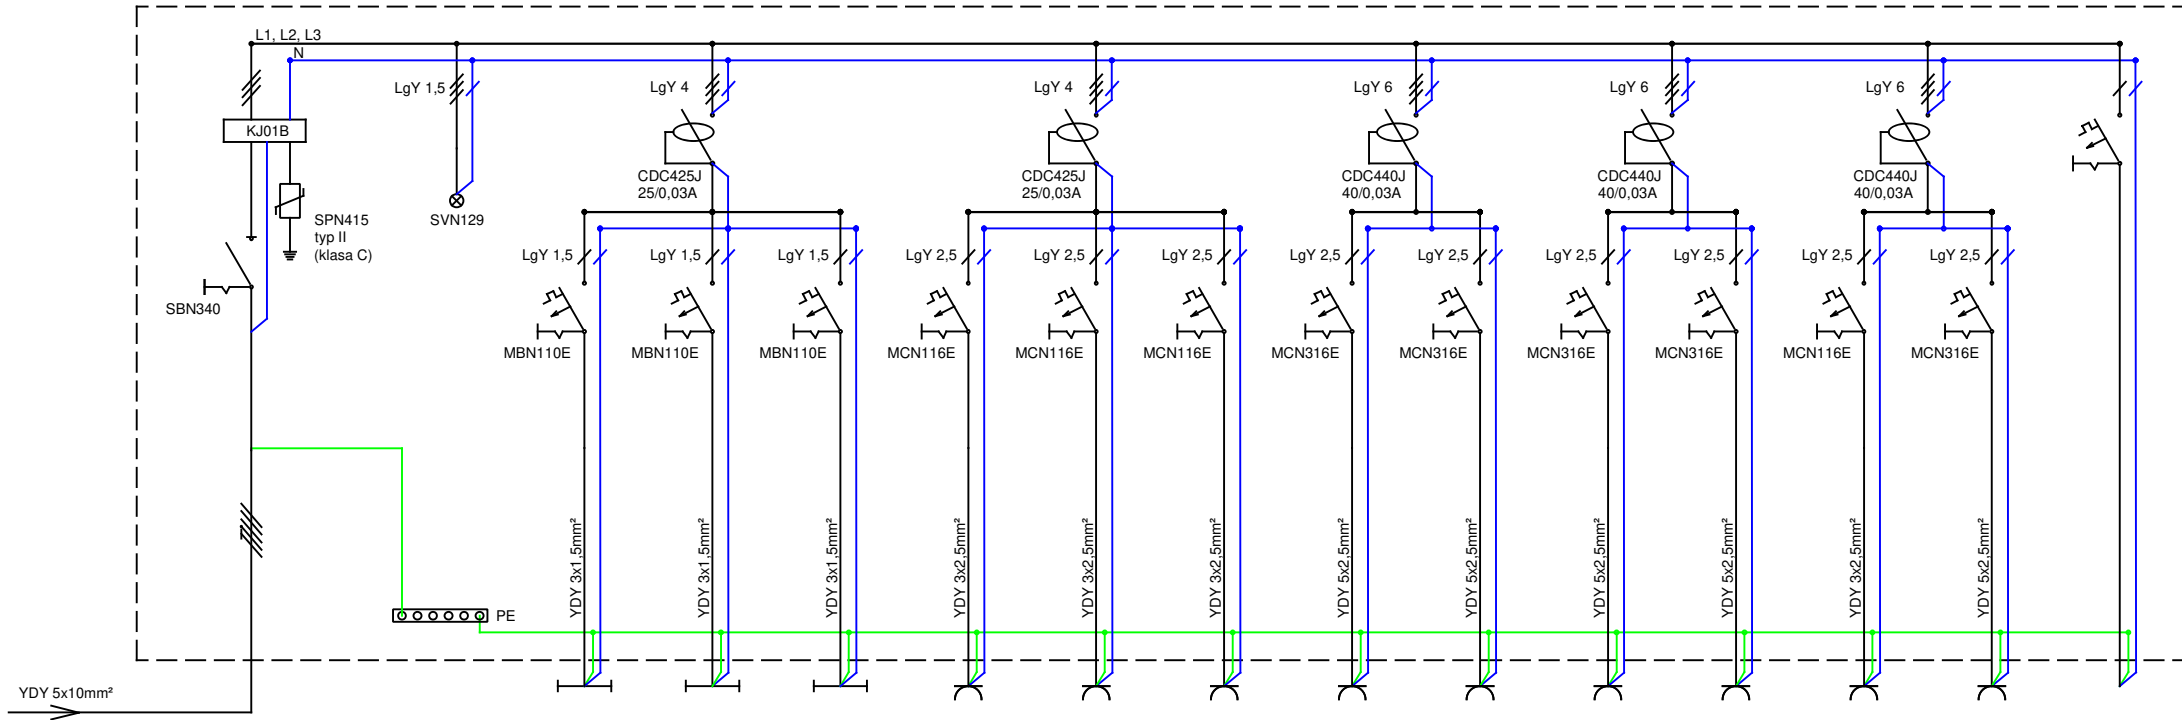 L1, L2, L3
N
LgY 1,5
LgY 4
LgY 4
LgY 6
LgY 6
LgY 6
KJ01B
CDC425J
25/0,03A
CDC425J
25/0,03A
CDC440J
40/0,03A
CDC440J
40/0,03A
CDC440J
40/0,03A
SPN415
typ II
(klasa C)
SVN129
LgY 1,5
LgY 1,5
LgY 1,5
LgY 2,5
LgY 2,5
LgY 2,5
LgY 2,5
LgY 2,5
LgY 2,5
LgY 2,5
LgY 2,5
LgY 2,5
SBN340
MBN110E
MBN110E
MBN110E
MCN116E
MCN116E
MCN116E
MCN316E
MCN316E
MCN316E
MCN316E
MCN116E
MCN316E
YDY 3x1,5mm²
YDY 3x1,5mm²
YDY 3x1,5mm²
YDY 3x2,5mm²
YDY 3x2,5mm²
YDY 3x2,5mm²
YDY 5x2,5mm²
YDY 5x2,5mm²
YDY 5x2,5mm²
YDY 5x2,5mm²
YDY 3x2,5mm²
YDY 5x2,5mm²
PE
YDY 5x10mm²